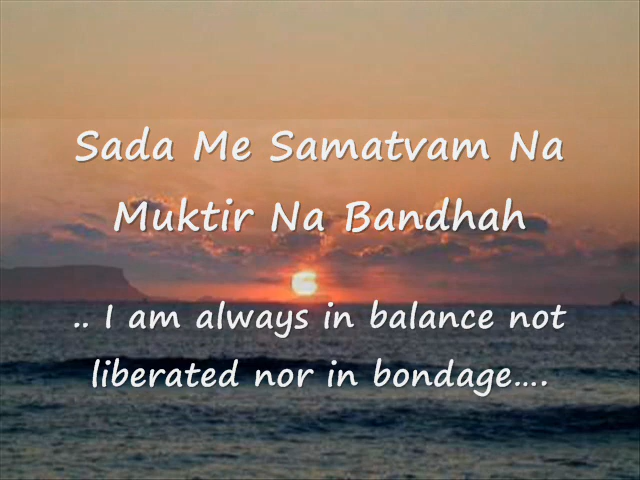 Sada Me Samatvam Na
Muktir Na Bandhah
.. I am always in balance not
liberated nor in bondage....